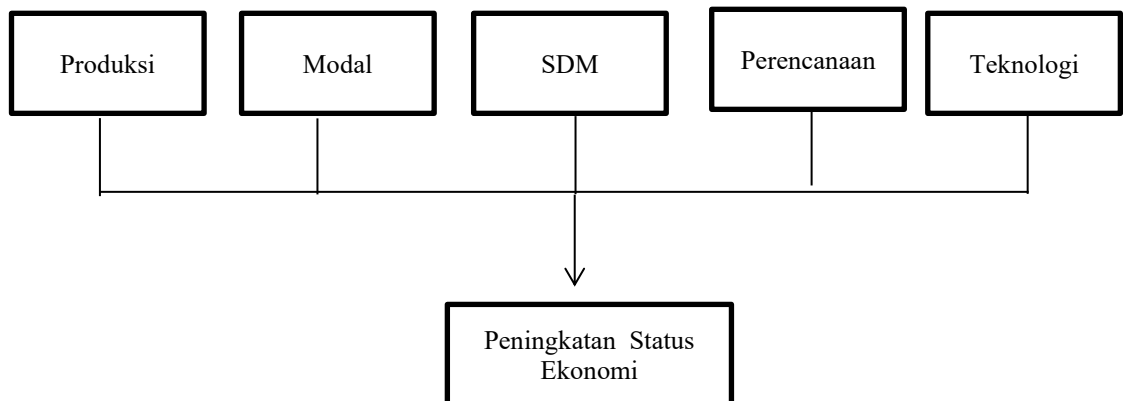 Produksi
Modal
SDM
Perencanaan
Teknologi
Peningkatan Status
Ekonomi